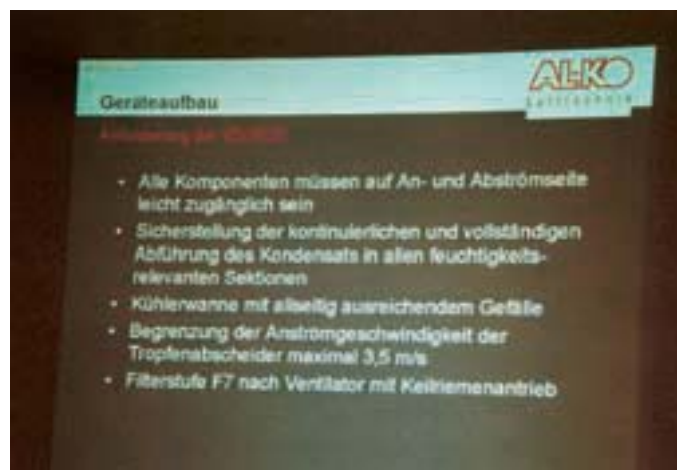 AL-KO
Lufttechnik
Geräteaufbau
• Alle Komponenten müssen auf An- und Abströmseite
leicht zugänglich sein
• Sicherstellung der kontinuierlichen und vollständigen
Abführung des Kondensats in allen feuchtigkeits-
relevanten Sektionen
• Kühlerwanne mit allseitig ausreichendem Gefälle
• Begrenzung der Anströmgeschwindigkeit der
Tropfenabscheider maximal 3,5 m/s
• Filterstufe F7 nach Ventilator mit Keilriemenantrieb